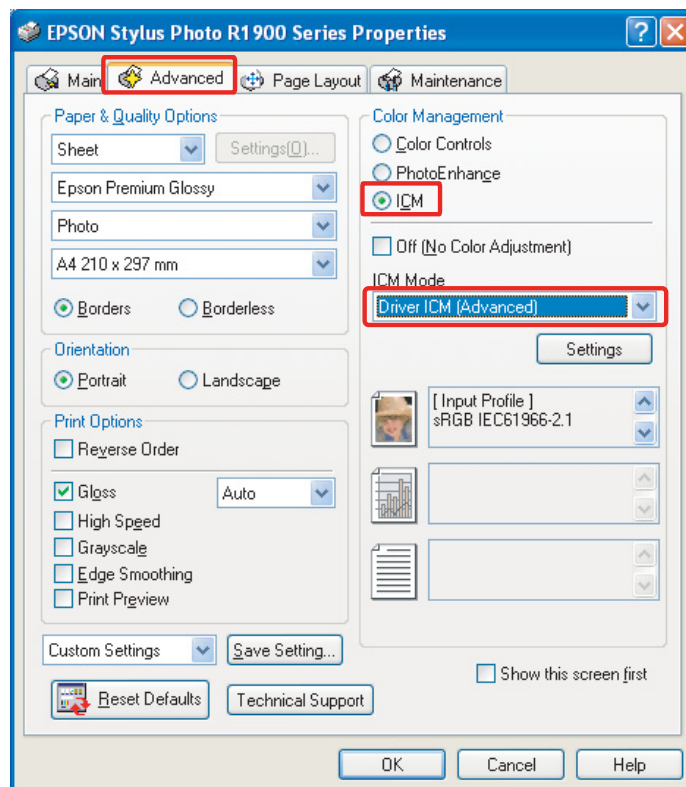 EPSON Stylus Photo R1900 Series Properties
Main
Advanced
Page Layout
Maintenance
Paper & Quality Options
Sheet
Settings(O)...
Epson Premium Glossy
Photo
A4 210 x 297 mm
Borders
Borderless
Orientation
Portrait
Landscape
Print Options
Reverse Order
Gloss
Auto
High Speed
Grayscale
Edge Smoothing
Print Preview
Custom Settings
Save Setting...
Reset Defaults
Technical Support
Color Management
Color Controls
PhotoEnhance
ICM
Off (No Color Adjustment)
ICM Mode
Driver ICM (Advanced)
Settings
[ Input Profile ]
sRGB IEC61966-2.1
Show this screen first
OK
Cancel
Help